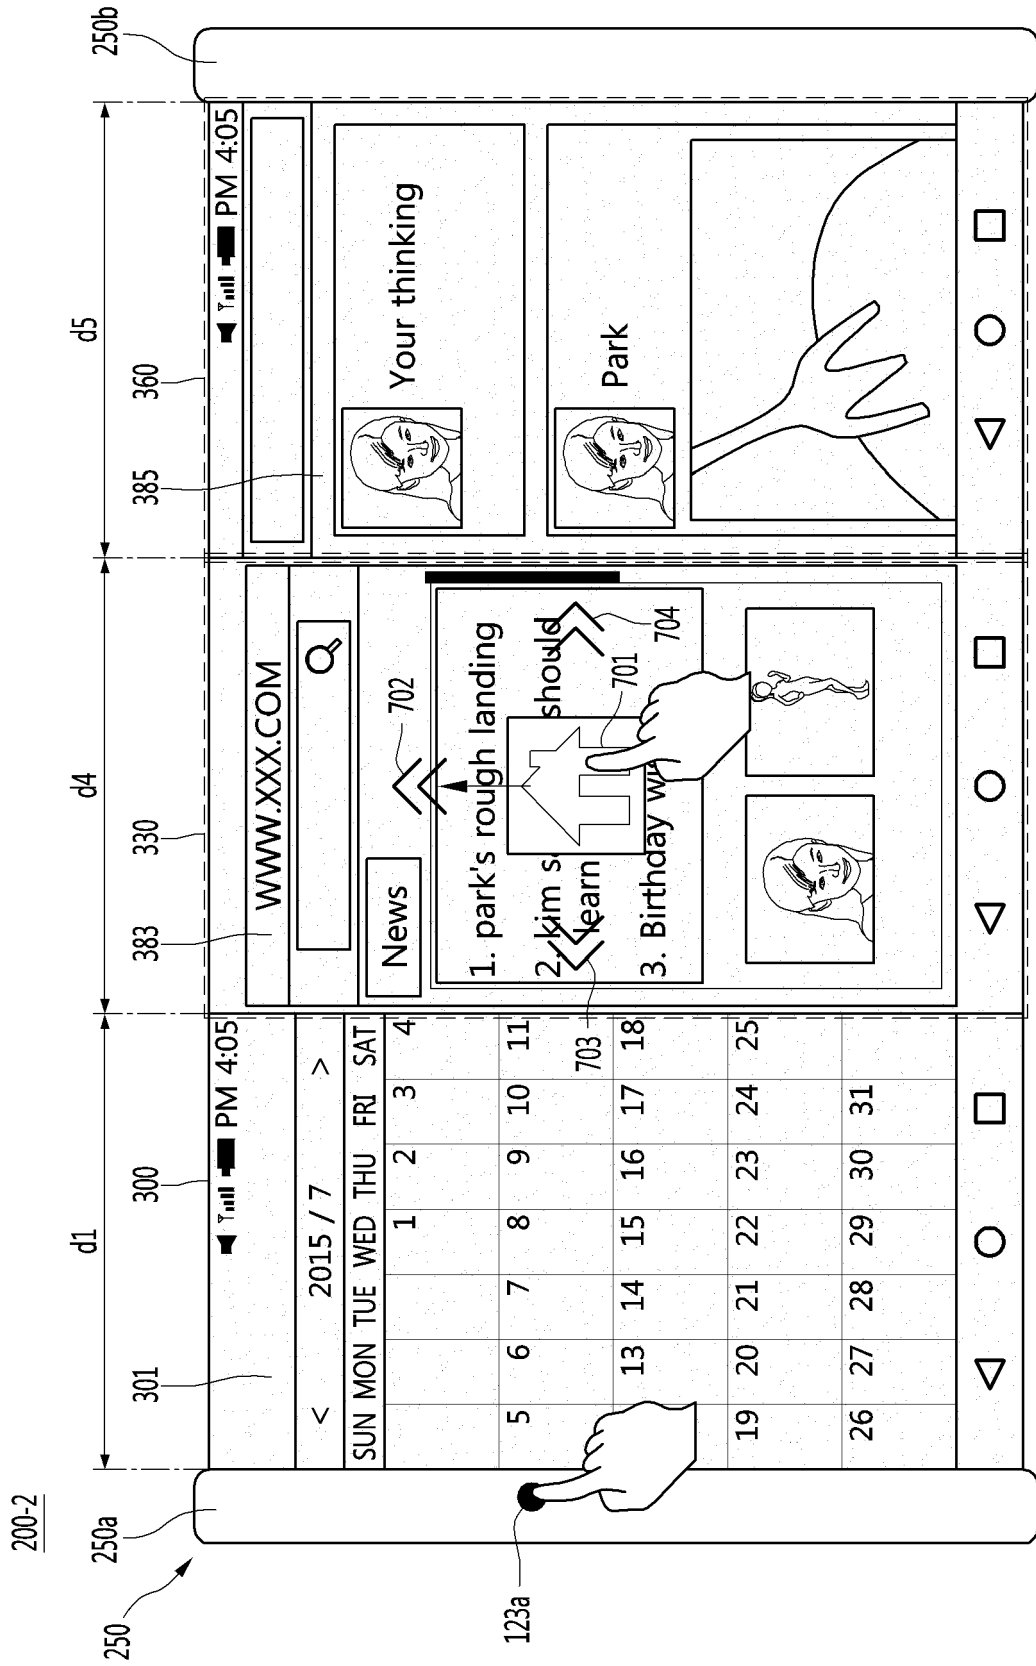 200-2
d1 d4 d5
250 250a 301 300 383 330 385 360 250b
PM 4:05
< 2015 / 7 >
SUN MON TUE WED THU FRI SAT
1 2 3 4
5 6 7 8 9 10 11
13 14 15 16 17 18
19 20 21 22 23 24 25
26 27 28 29 30 31
123a
WWW.XXX.COM
News
702
1. park's rough landing
2. kim should
learn
3. Birthday
703
701
704
PM 4:05
Your thinking
Park